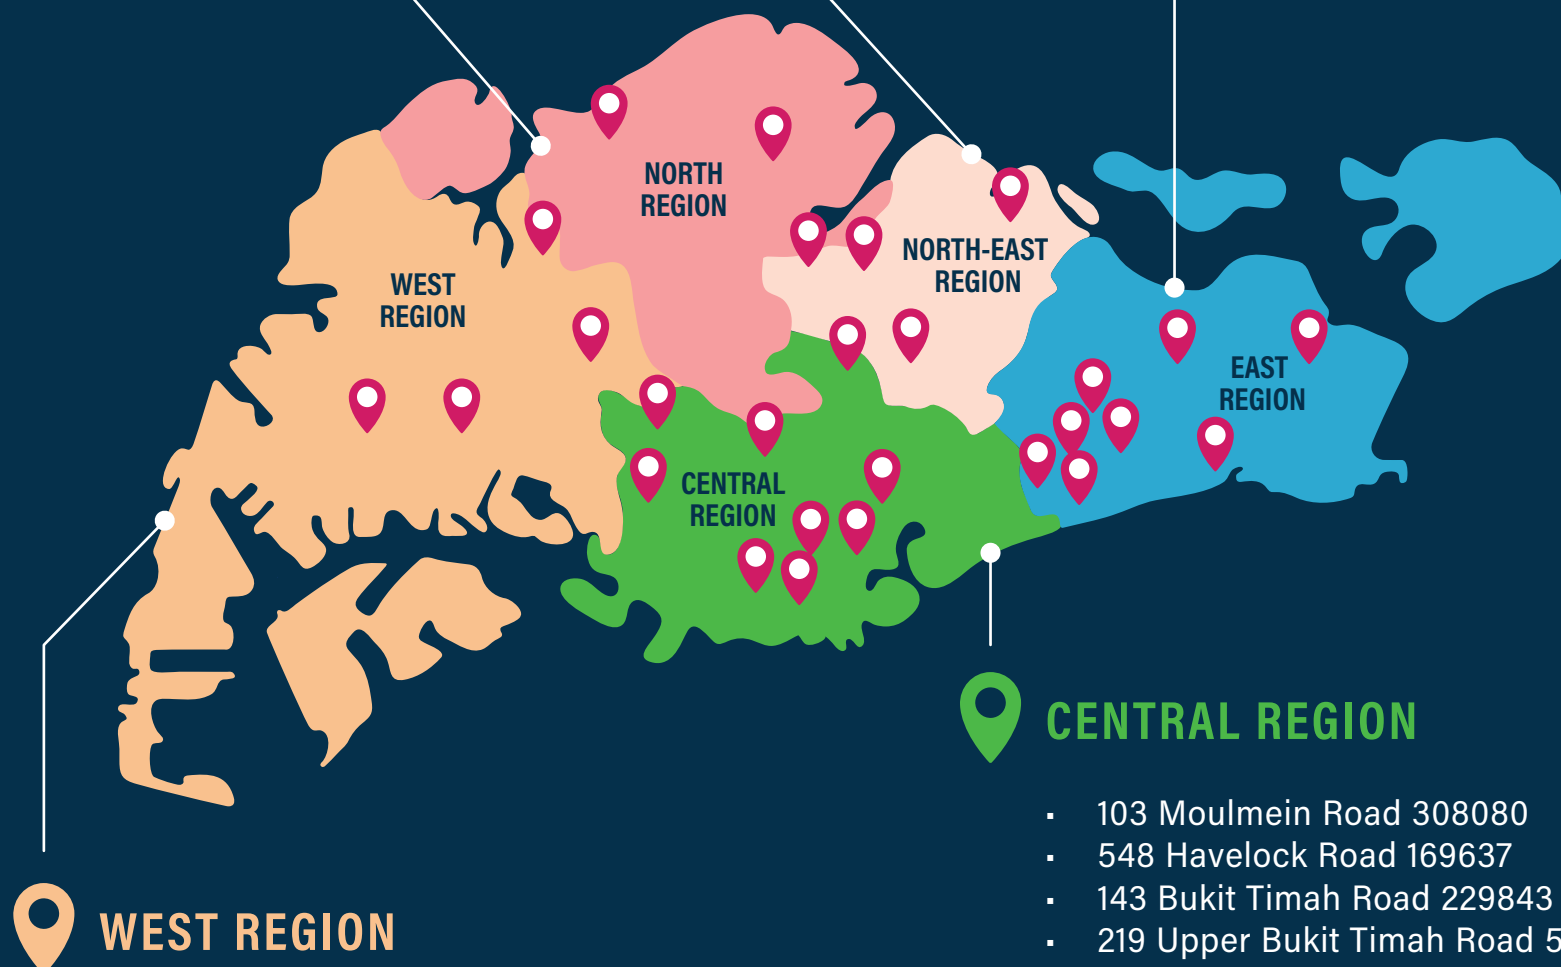 NORTH
REGION
NORTH-EAST
REGION
WEST
REGION
EAST
REGION
CENTRAL
REGION
CENTRAL REGION
▪ 103 Moulmein Road 308080
▪ 548 Havelock Road 169637
▪ 143 Bukit Timah Road 229843
▪ 219 Upper Bukit Timah Road 5
WEST REGION